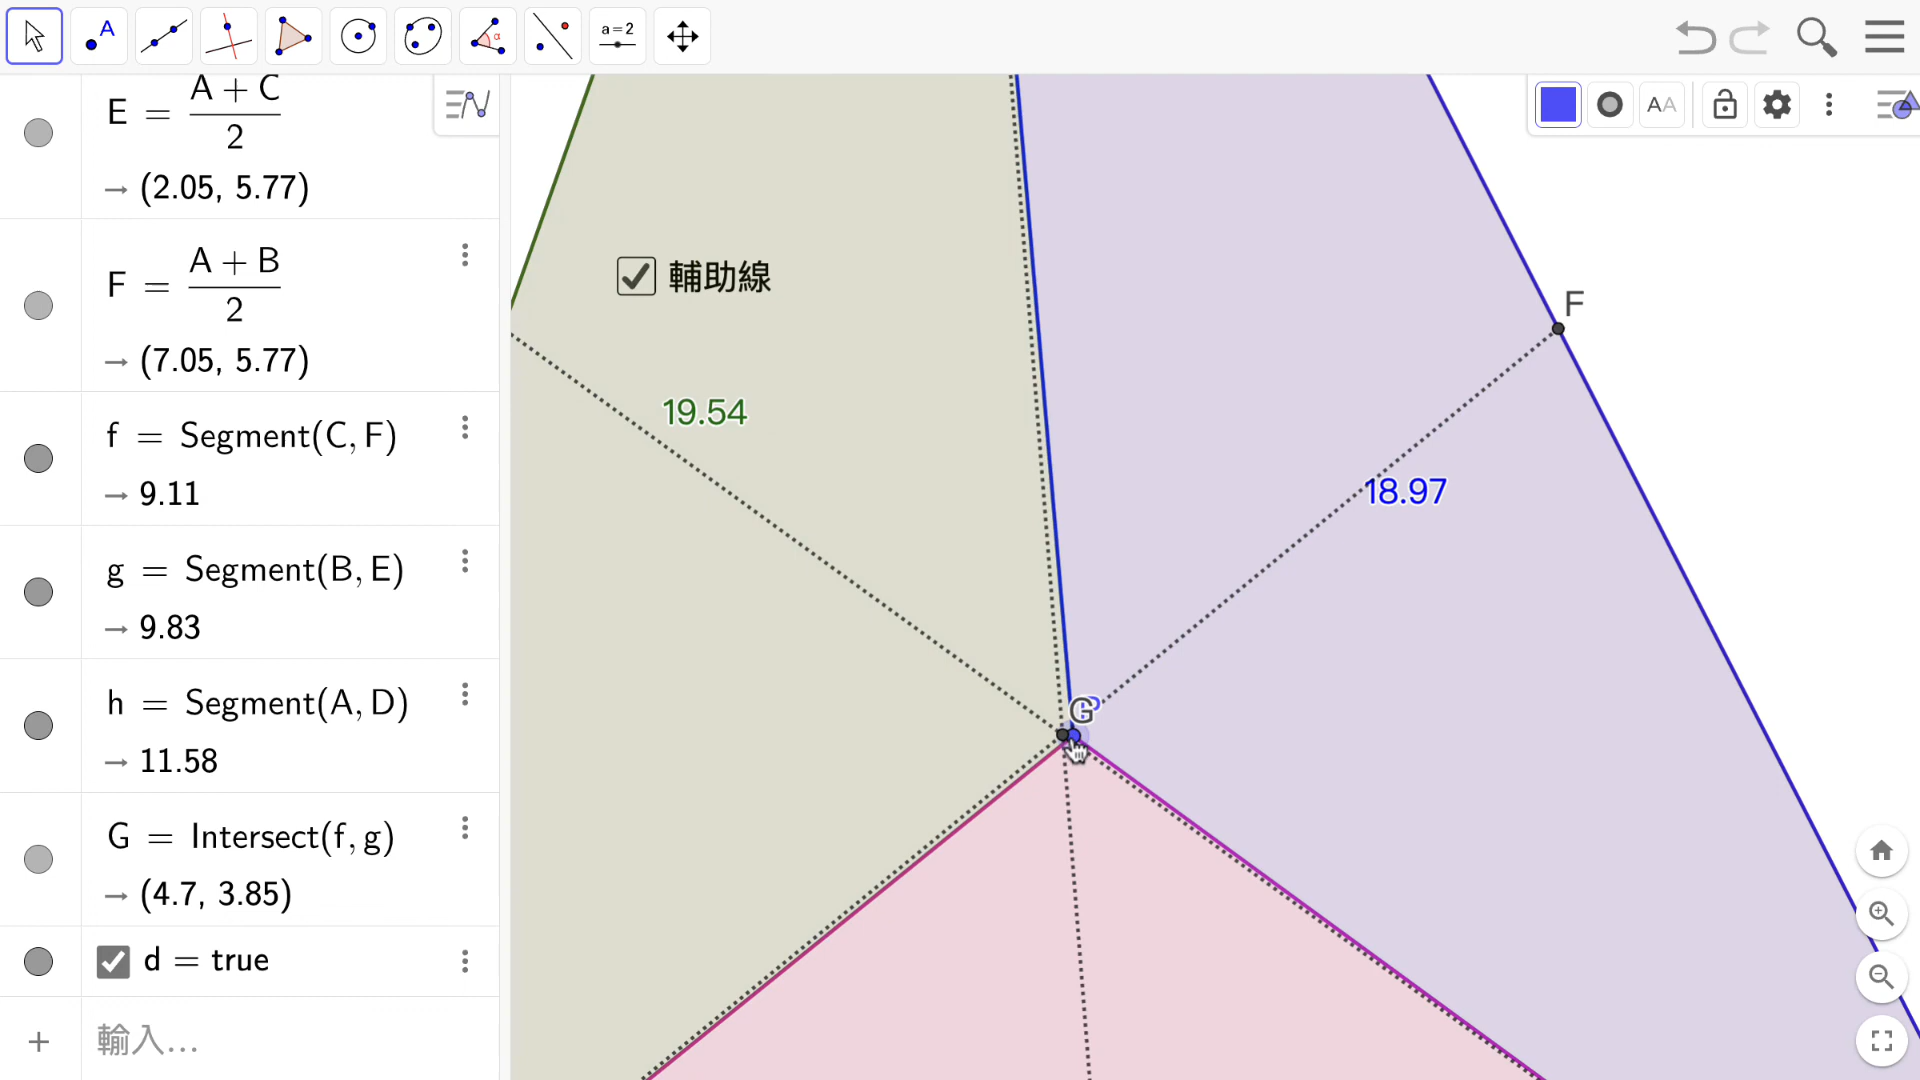 A
α
a=2
E = A + C / 2
→ (2.05, 5.77)
F = A + B / 2
→ (7.05, 5.77)
f = Segment(C, F)
→ 9.11
g = Segment(B, E)
→ 9.83
h = Segment(A, D)
→ 11.58
G = Intersect(f, g)
→ (4.7, 3.85)
d = true
+ 輸入…
AA
輔助線
F
19.54
18.97
G